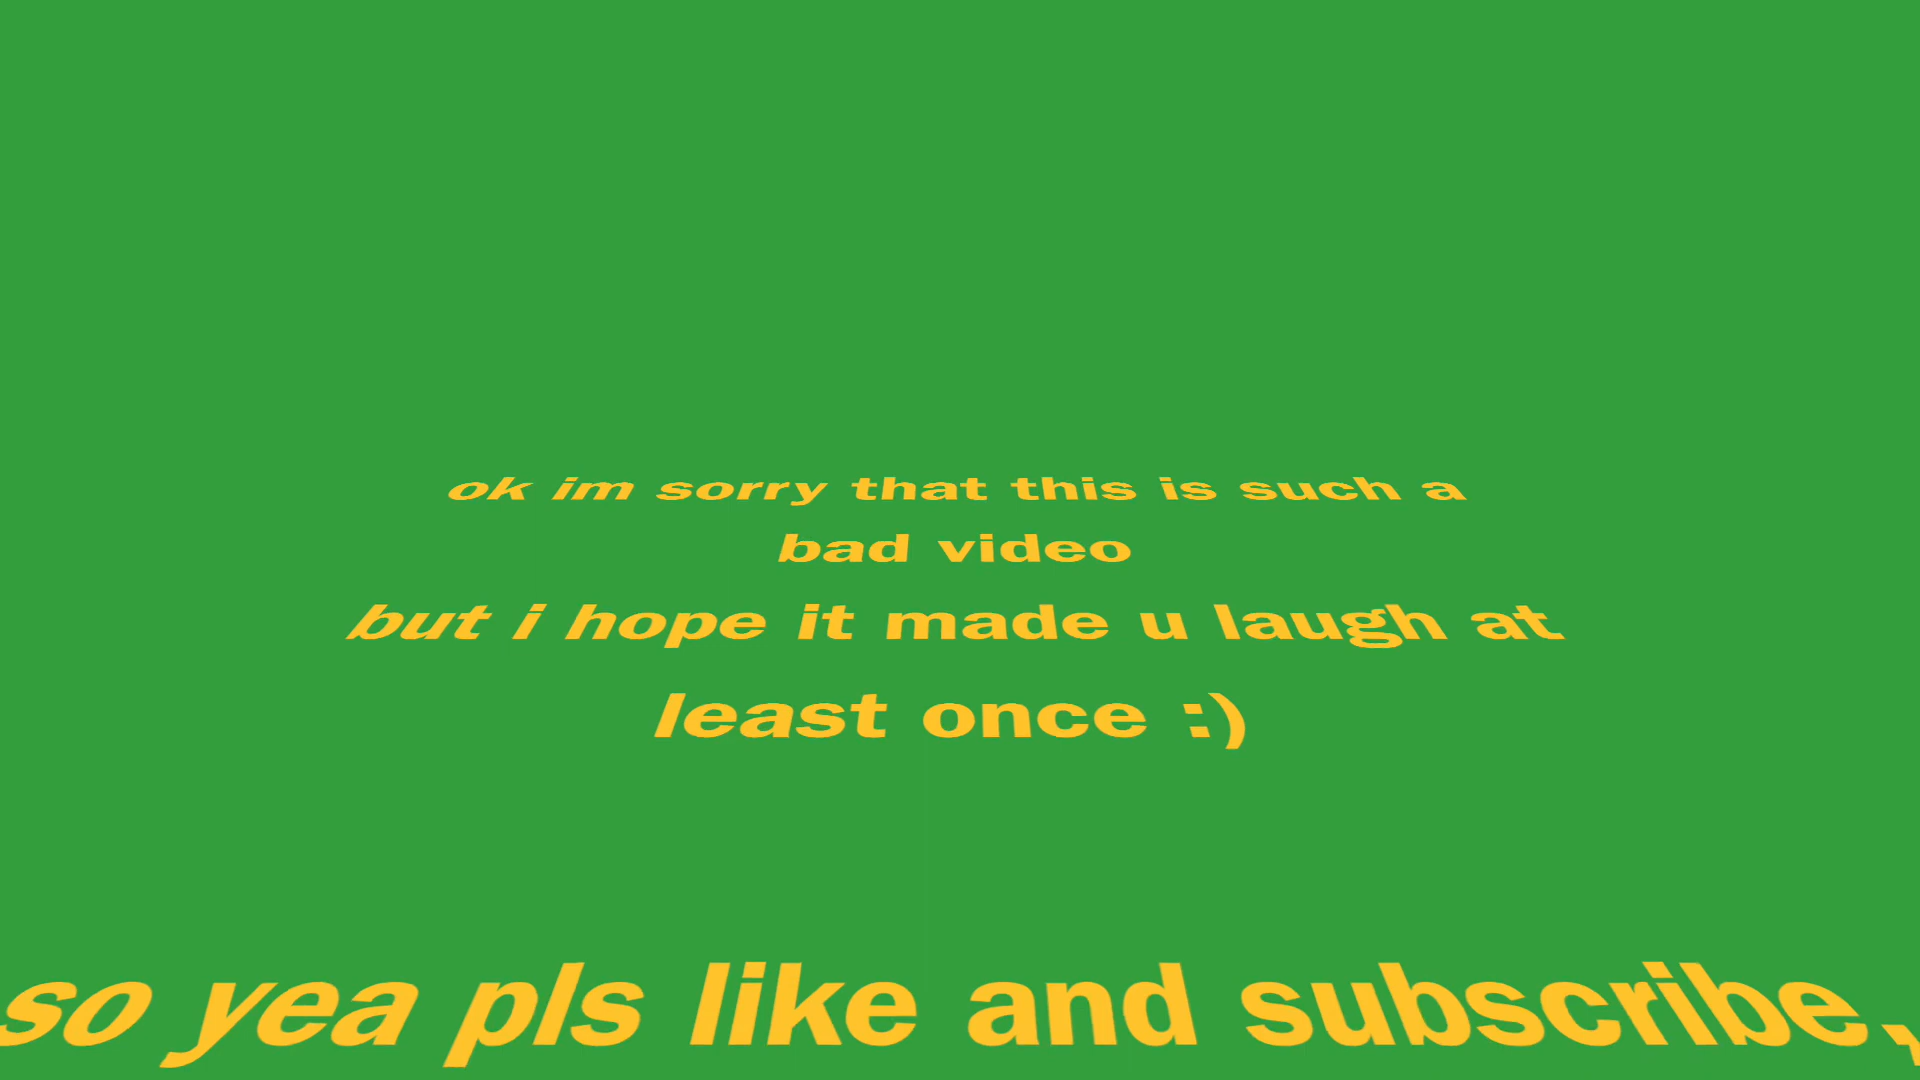 ok im sorry that this is such a
bad video
but i hope it made u laugh at
least once :)
so yea pls like and subscribe,